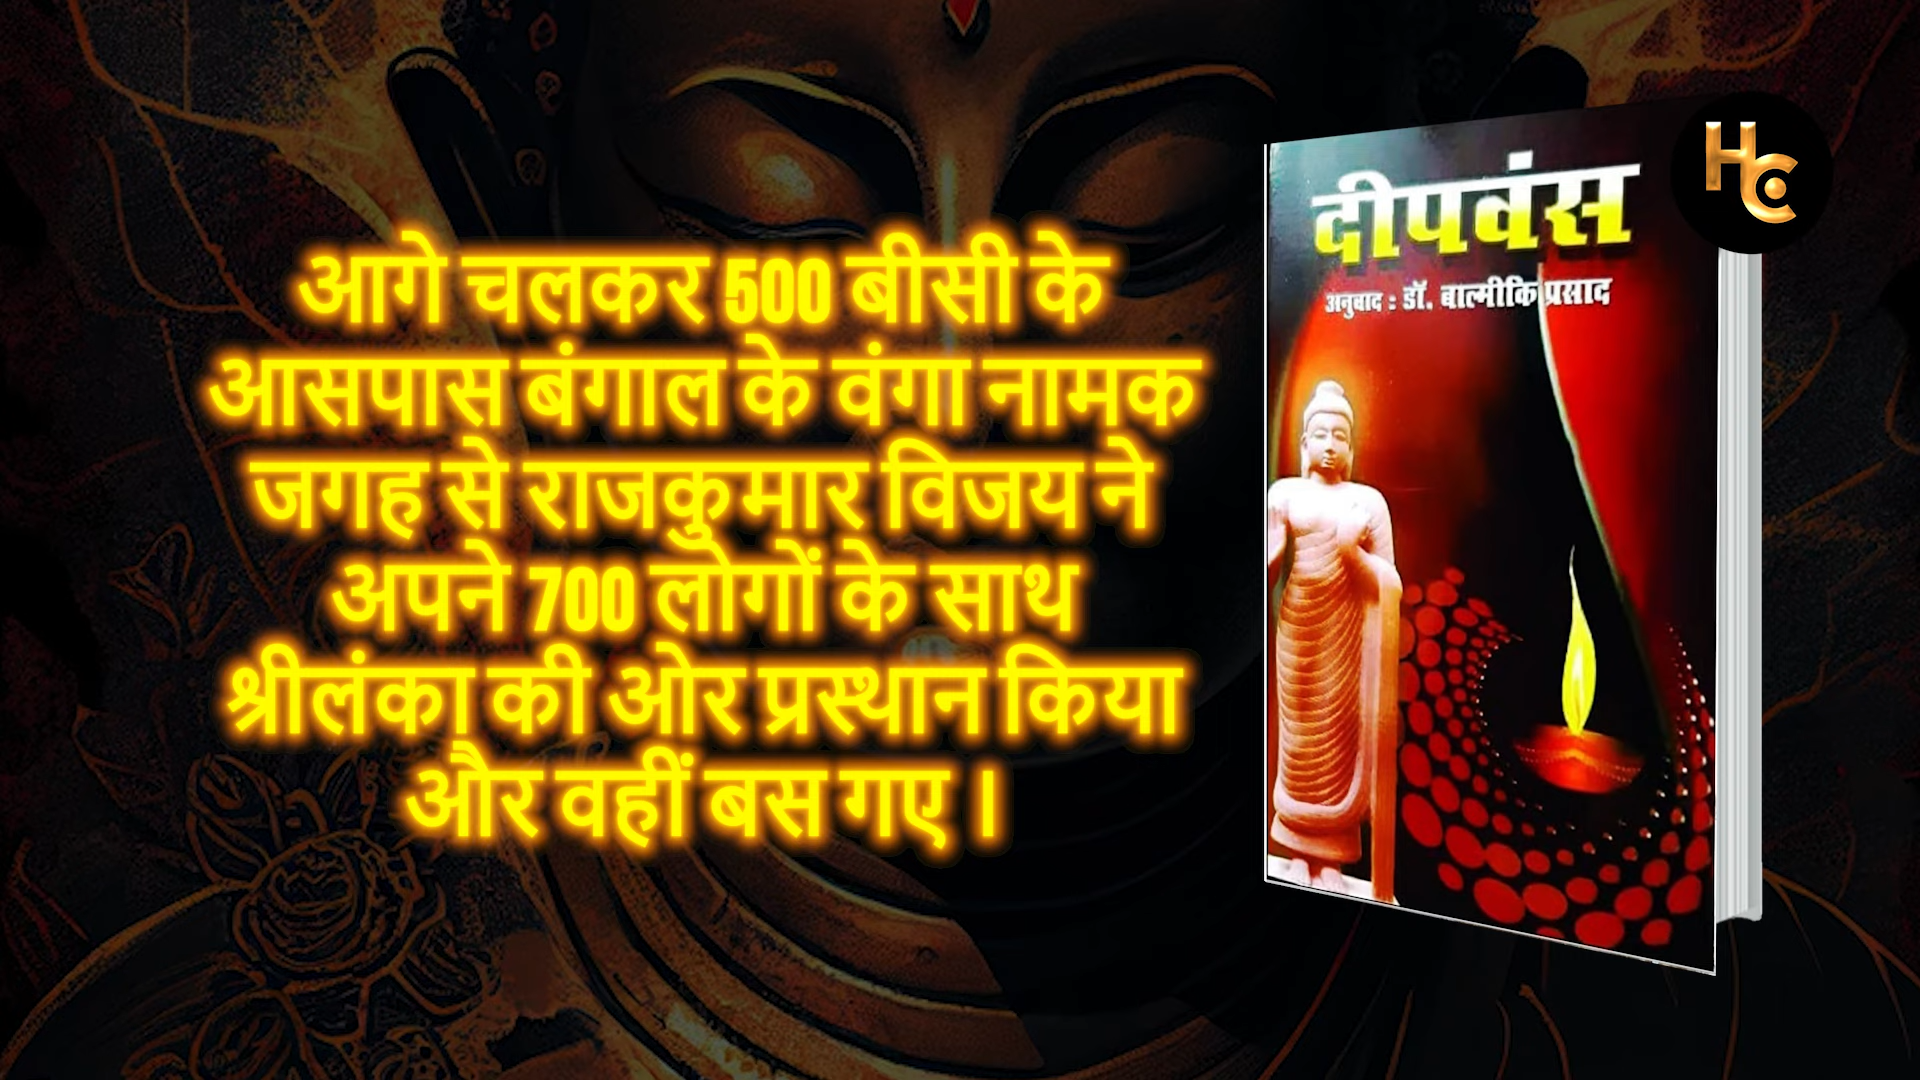 आगे चलकर 500 बीसी के
आसपास बंगाल के वंगा नामक
जगह से राजकुमार विजय ने
अपने 700 लोगों के साथ
श्रीलंका की ओर प्रस्थान किया
और वहीं बस गए ।
दीपवंस
अनुवाद : डॉ. बाल्मीकि प्रसाद
HC